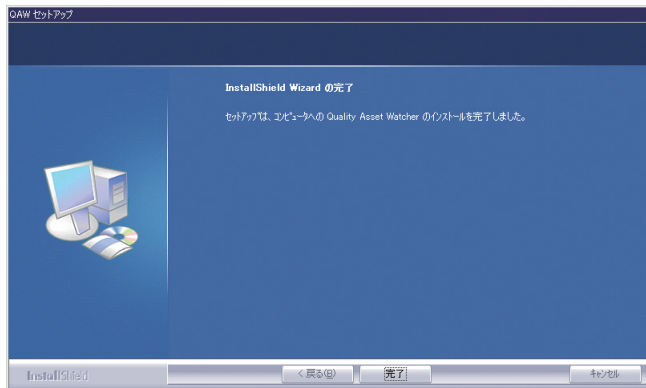 QAW セットアップ
InstallShield Wizard の完了
セットアップは、コンピュータへの Quality Asset Watcher のインストールを完了しました。
InstallShield
< 戻る(B)
完了
キャンセル